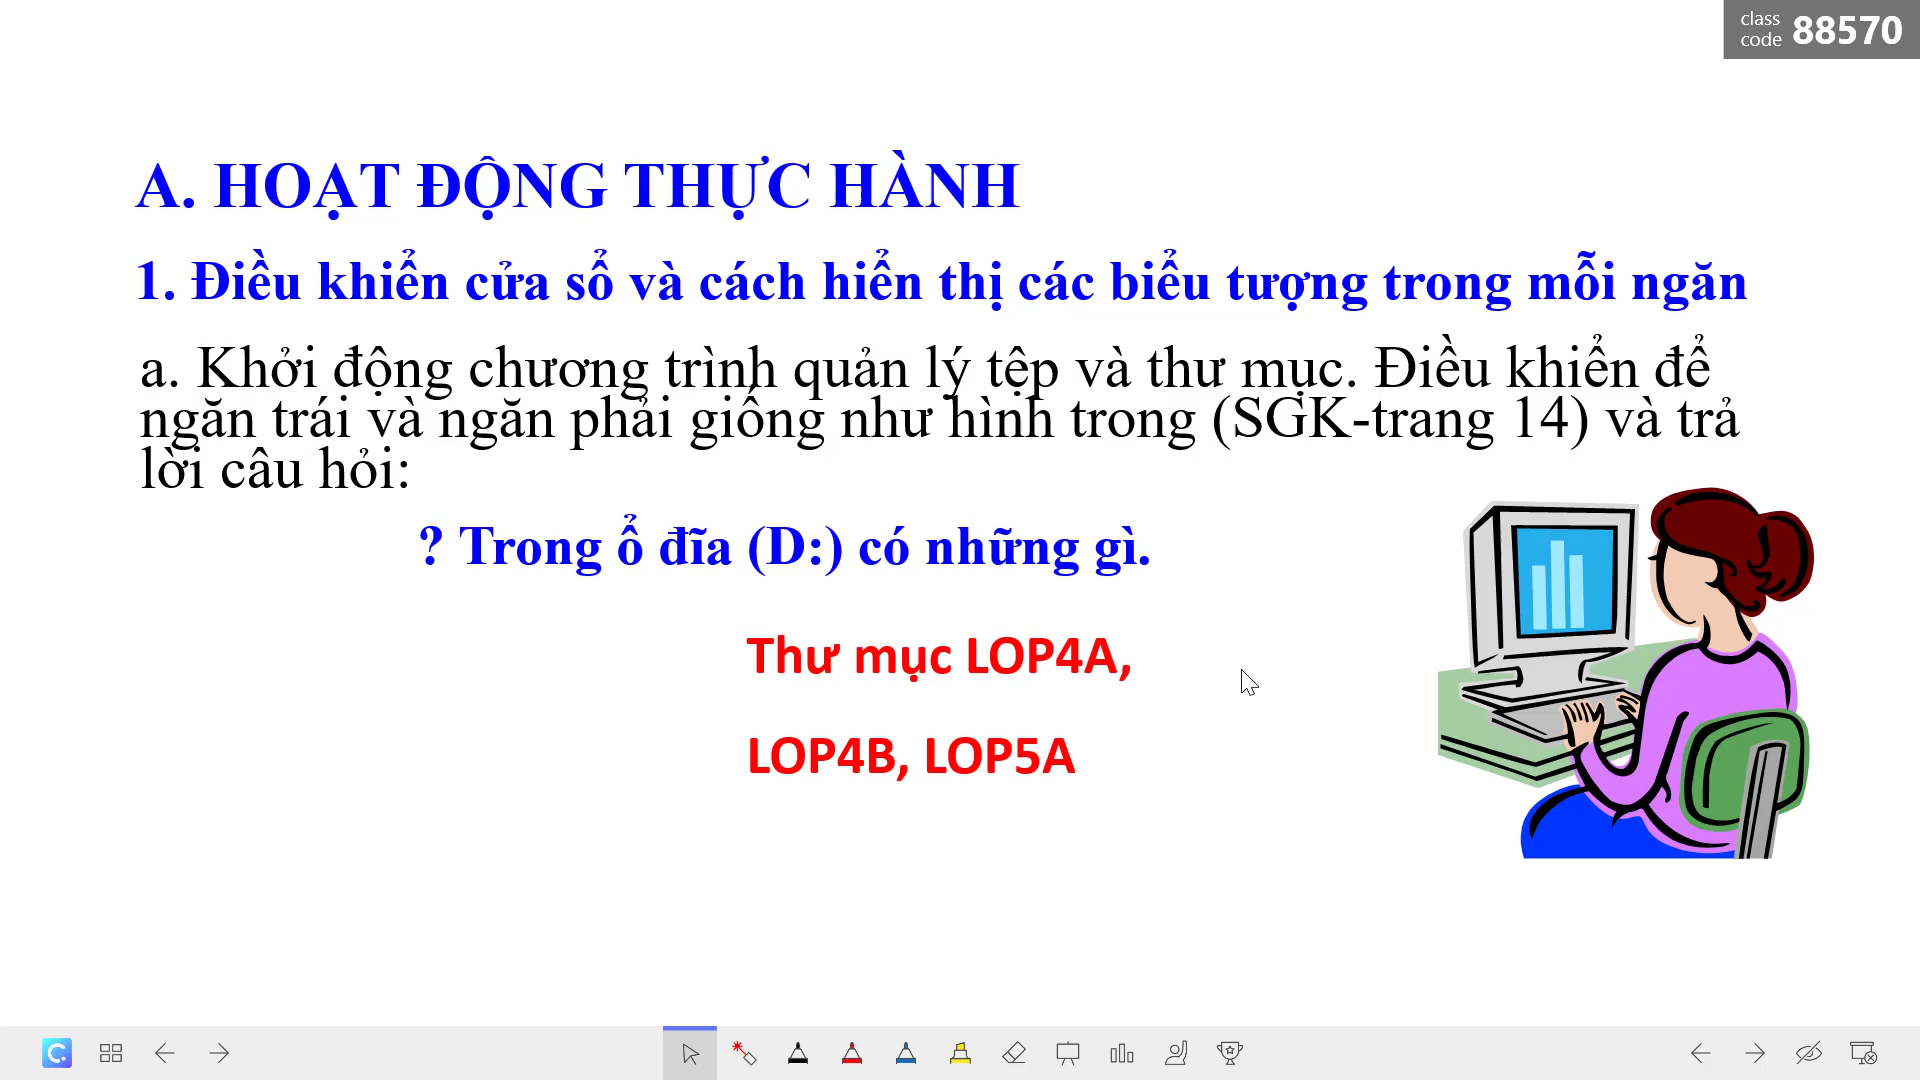 class
code 88570
A. HOẠT ĐỘNG THỰC HÀNH
1. Điều khiển cửa sổ và cách hiển thị các biểu tượng trong mỗi ngăn
a. Khởi động chương trình quản lý tệp và thư mục. Điều khiển để
ngăn trái và ngăn phải giống như hình trong (SGK-trang 14) và trả
lời câu hỏi:
? Trong ổ đĩa (D:) có những gì.
Thư mục LOP4A,
LOP4B, LOP5A